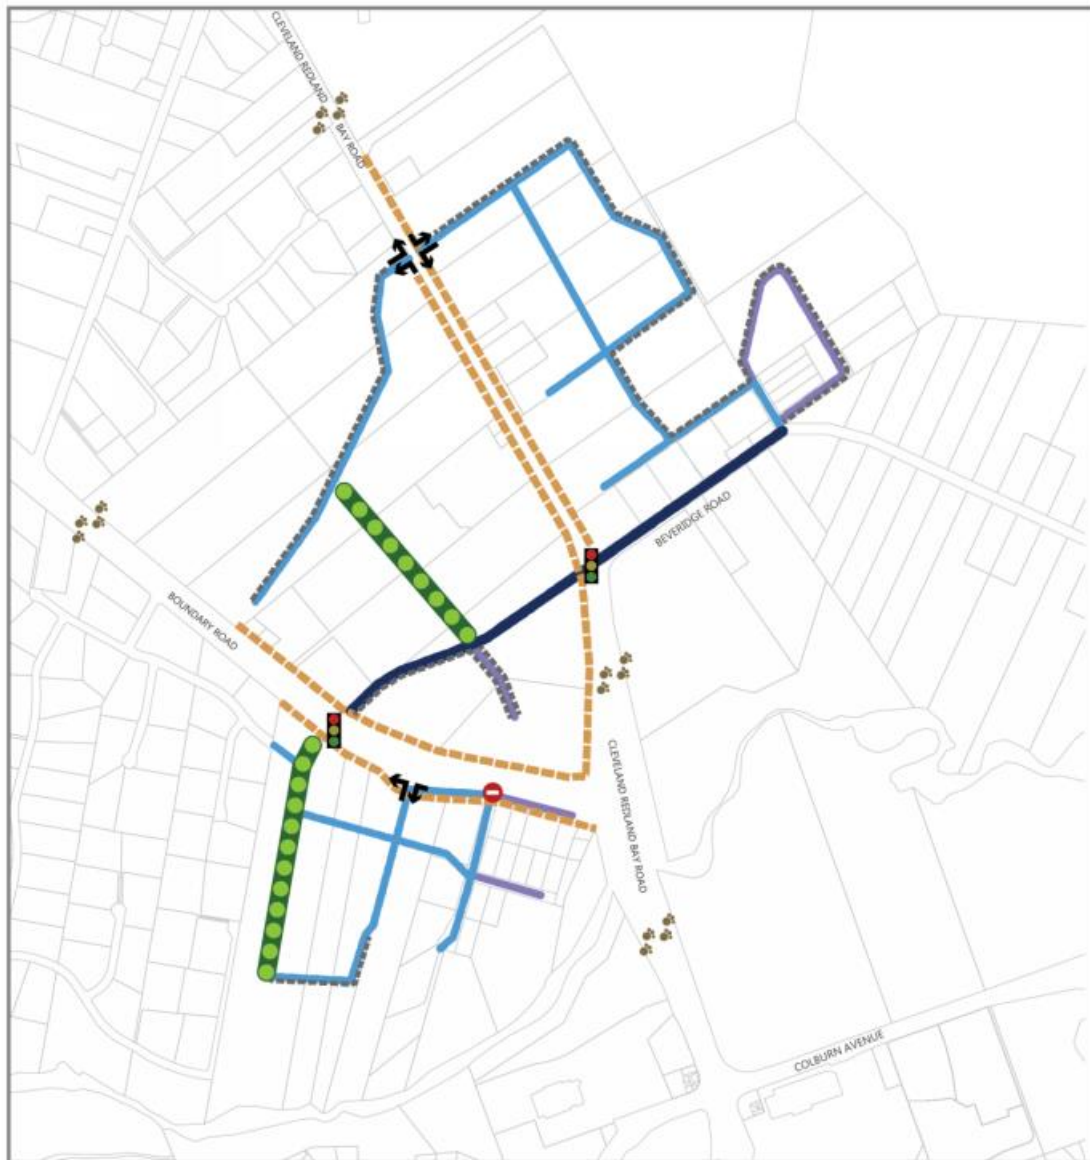 CLEVELAND REDLAND
BAY ROAD
BEVERIDGE ROAD
BOUNDARY ROAD
CLEVELAND REDLAND BAY ROAD
COLBURN AVENUE